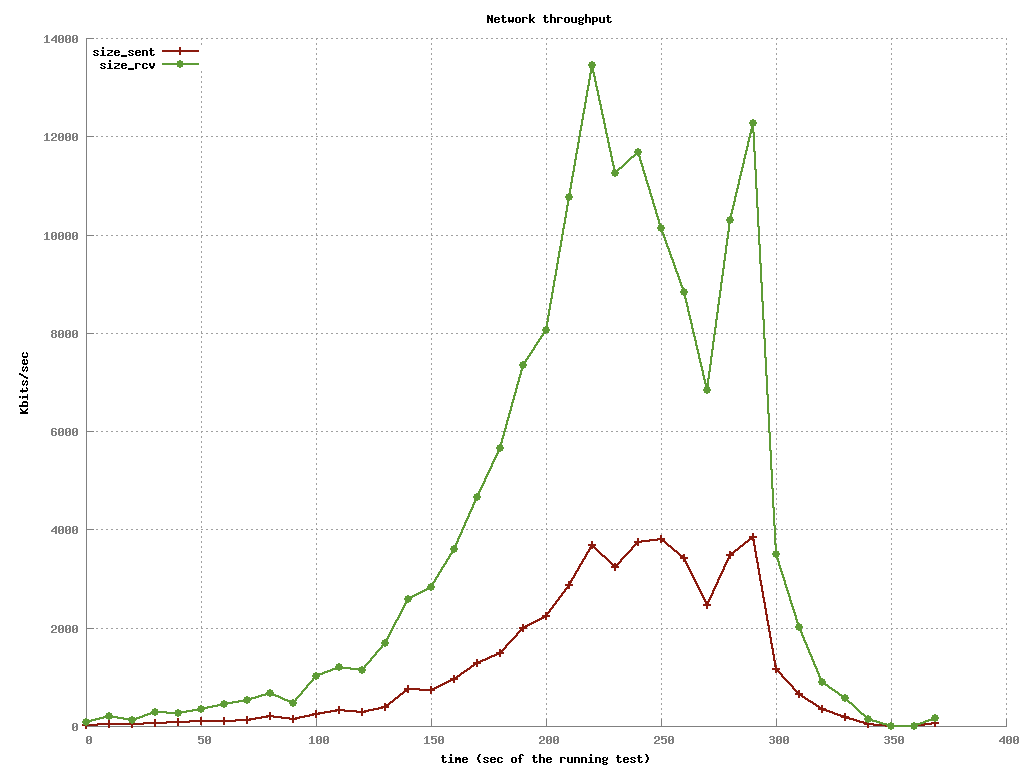 Network throughput
14000
size_sent
size_rcv
12000
10000
8000
Kbits/sec
6000
4000
2000
0
0 50 100 150 200 250 300 350 400
time (sec of the running test)